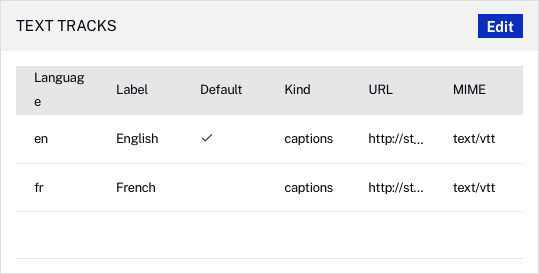 TEXT TRACKS Edit
Language Label Default Kind URL MIME
en English ✓ captions http://st... text/vtt
fr French captions http://st... text/vtt